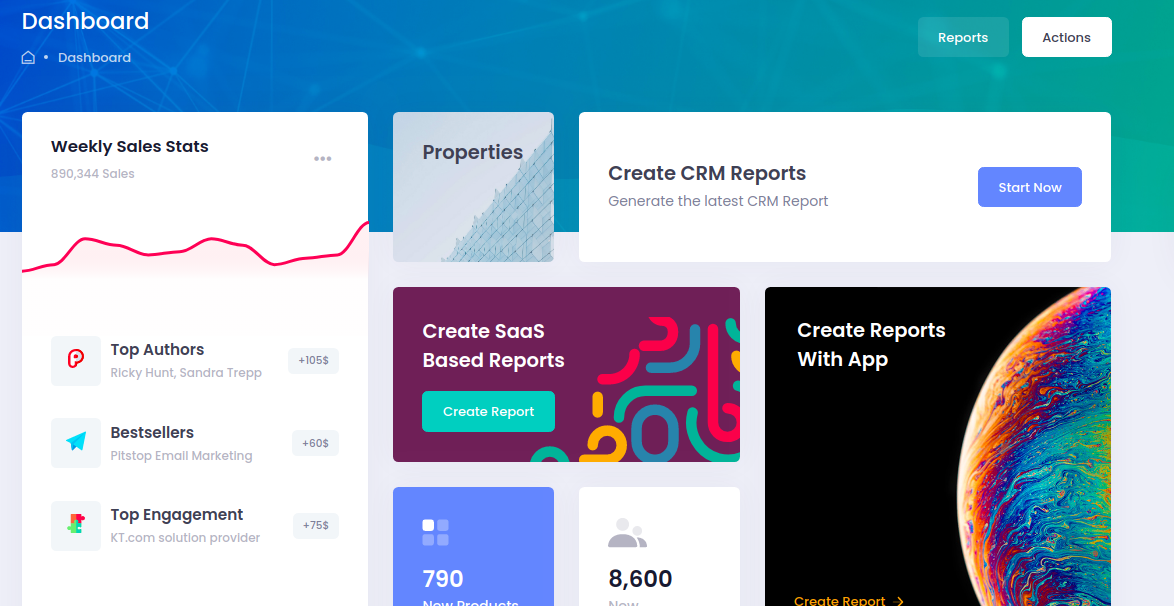 Dashboard
Dashboard
Reports
Actions
Weekly Sales Stats
890,344 Sales
Top Authors
Ricky Hunt, Sandra Trepp
+105$
Bestsellers
Pitstop Email Marketing
+60$
Top Engagement
KT.com solution provider
+75$
Properties
Create CRM Reports
Generate the latest CRM Report
Start Now
Create SaaS
Based Reports
Create Report
790
New Products
8,600
New
Create Reports
With App
Create Report